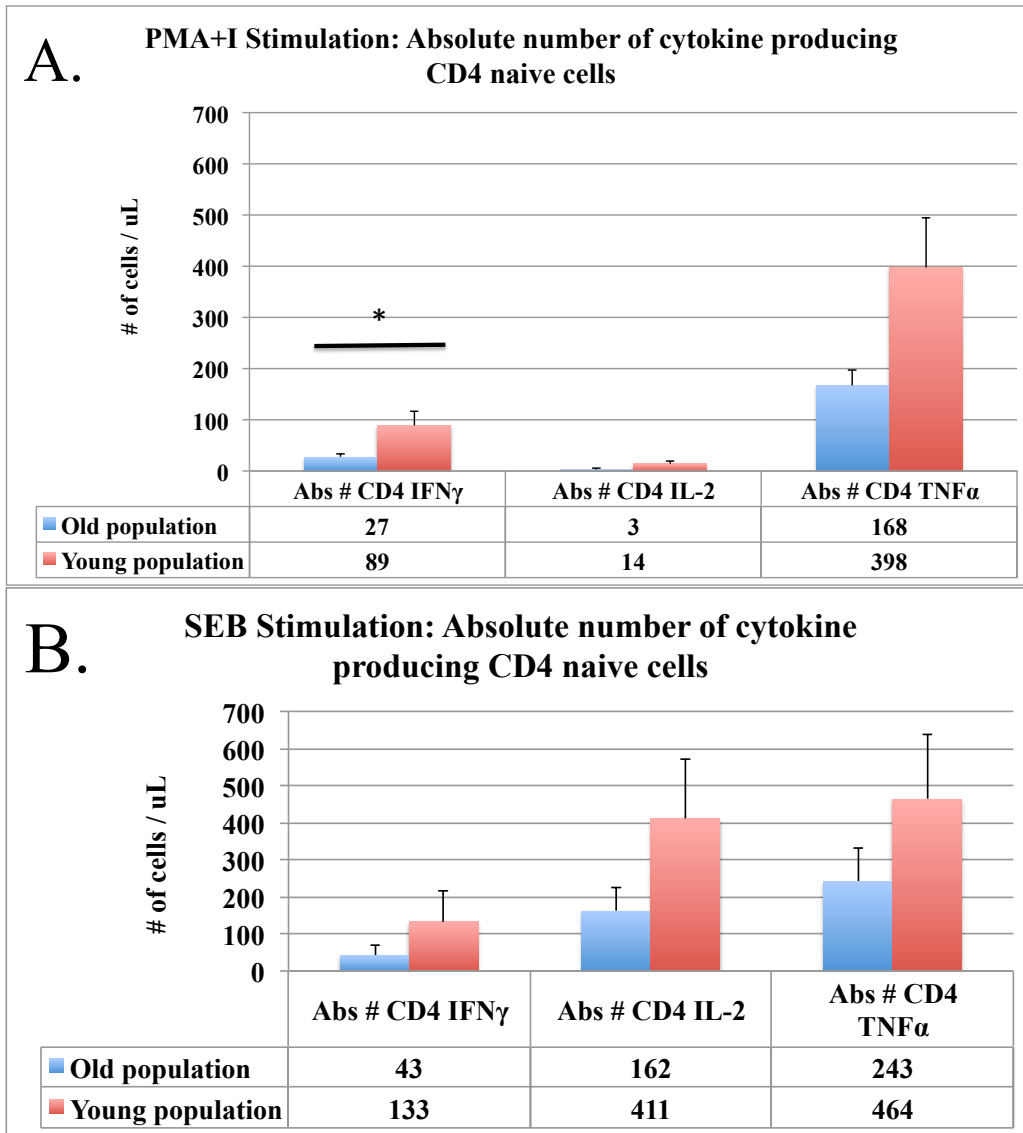 A.
PMA+I Stimulation: Absolute number of cytokine producing
CD4 naive cells
# of cells / uL
700
600
500
400
300
200
100
0
*
Abs # CD4 IFNγ Abs # CD4 IL-2 Abs # CD4 TNFα
Old population 27 3 168
Young population 89 14 398
B.
SEB Stimulation: Absolute number of cytokine
producing CD4 naive cells
# of cells / uL
700
600
500
400
300
200
100
0
Abs # CD4 IFNγ Abs # CD4 IL-2 Abs # CD4
TNFα
Old population 43 162 243
Young population 133 411 464